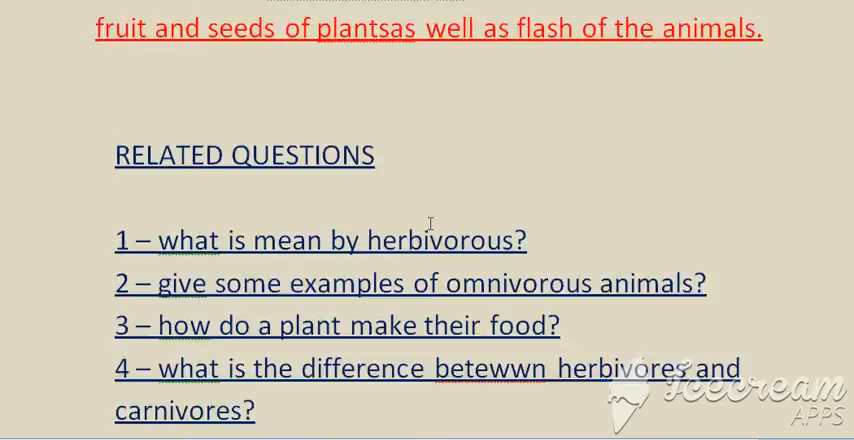 fruit and seeds of plantsas well as flash of the animals.
RELATED QUESTIONS
1 – what is mean by herbivorous?
2 – give some examples of omnivorous animals?
3 – how do a plant make their food?
4 – what is the difference betewwn herbivores and
carnivores?
Icecream
APPS